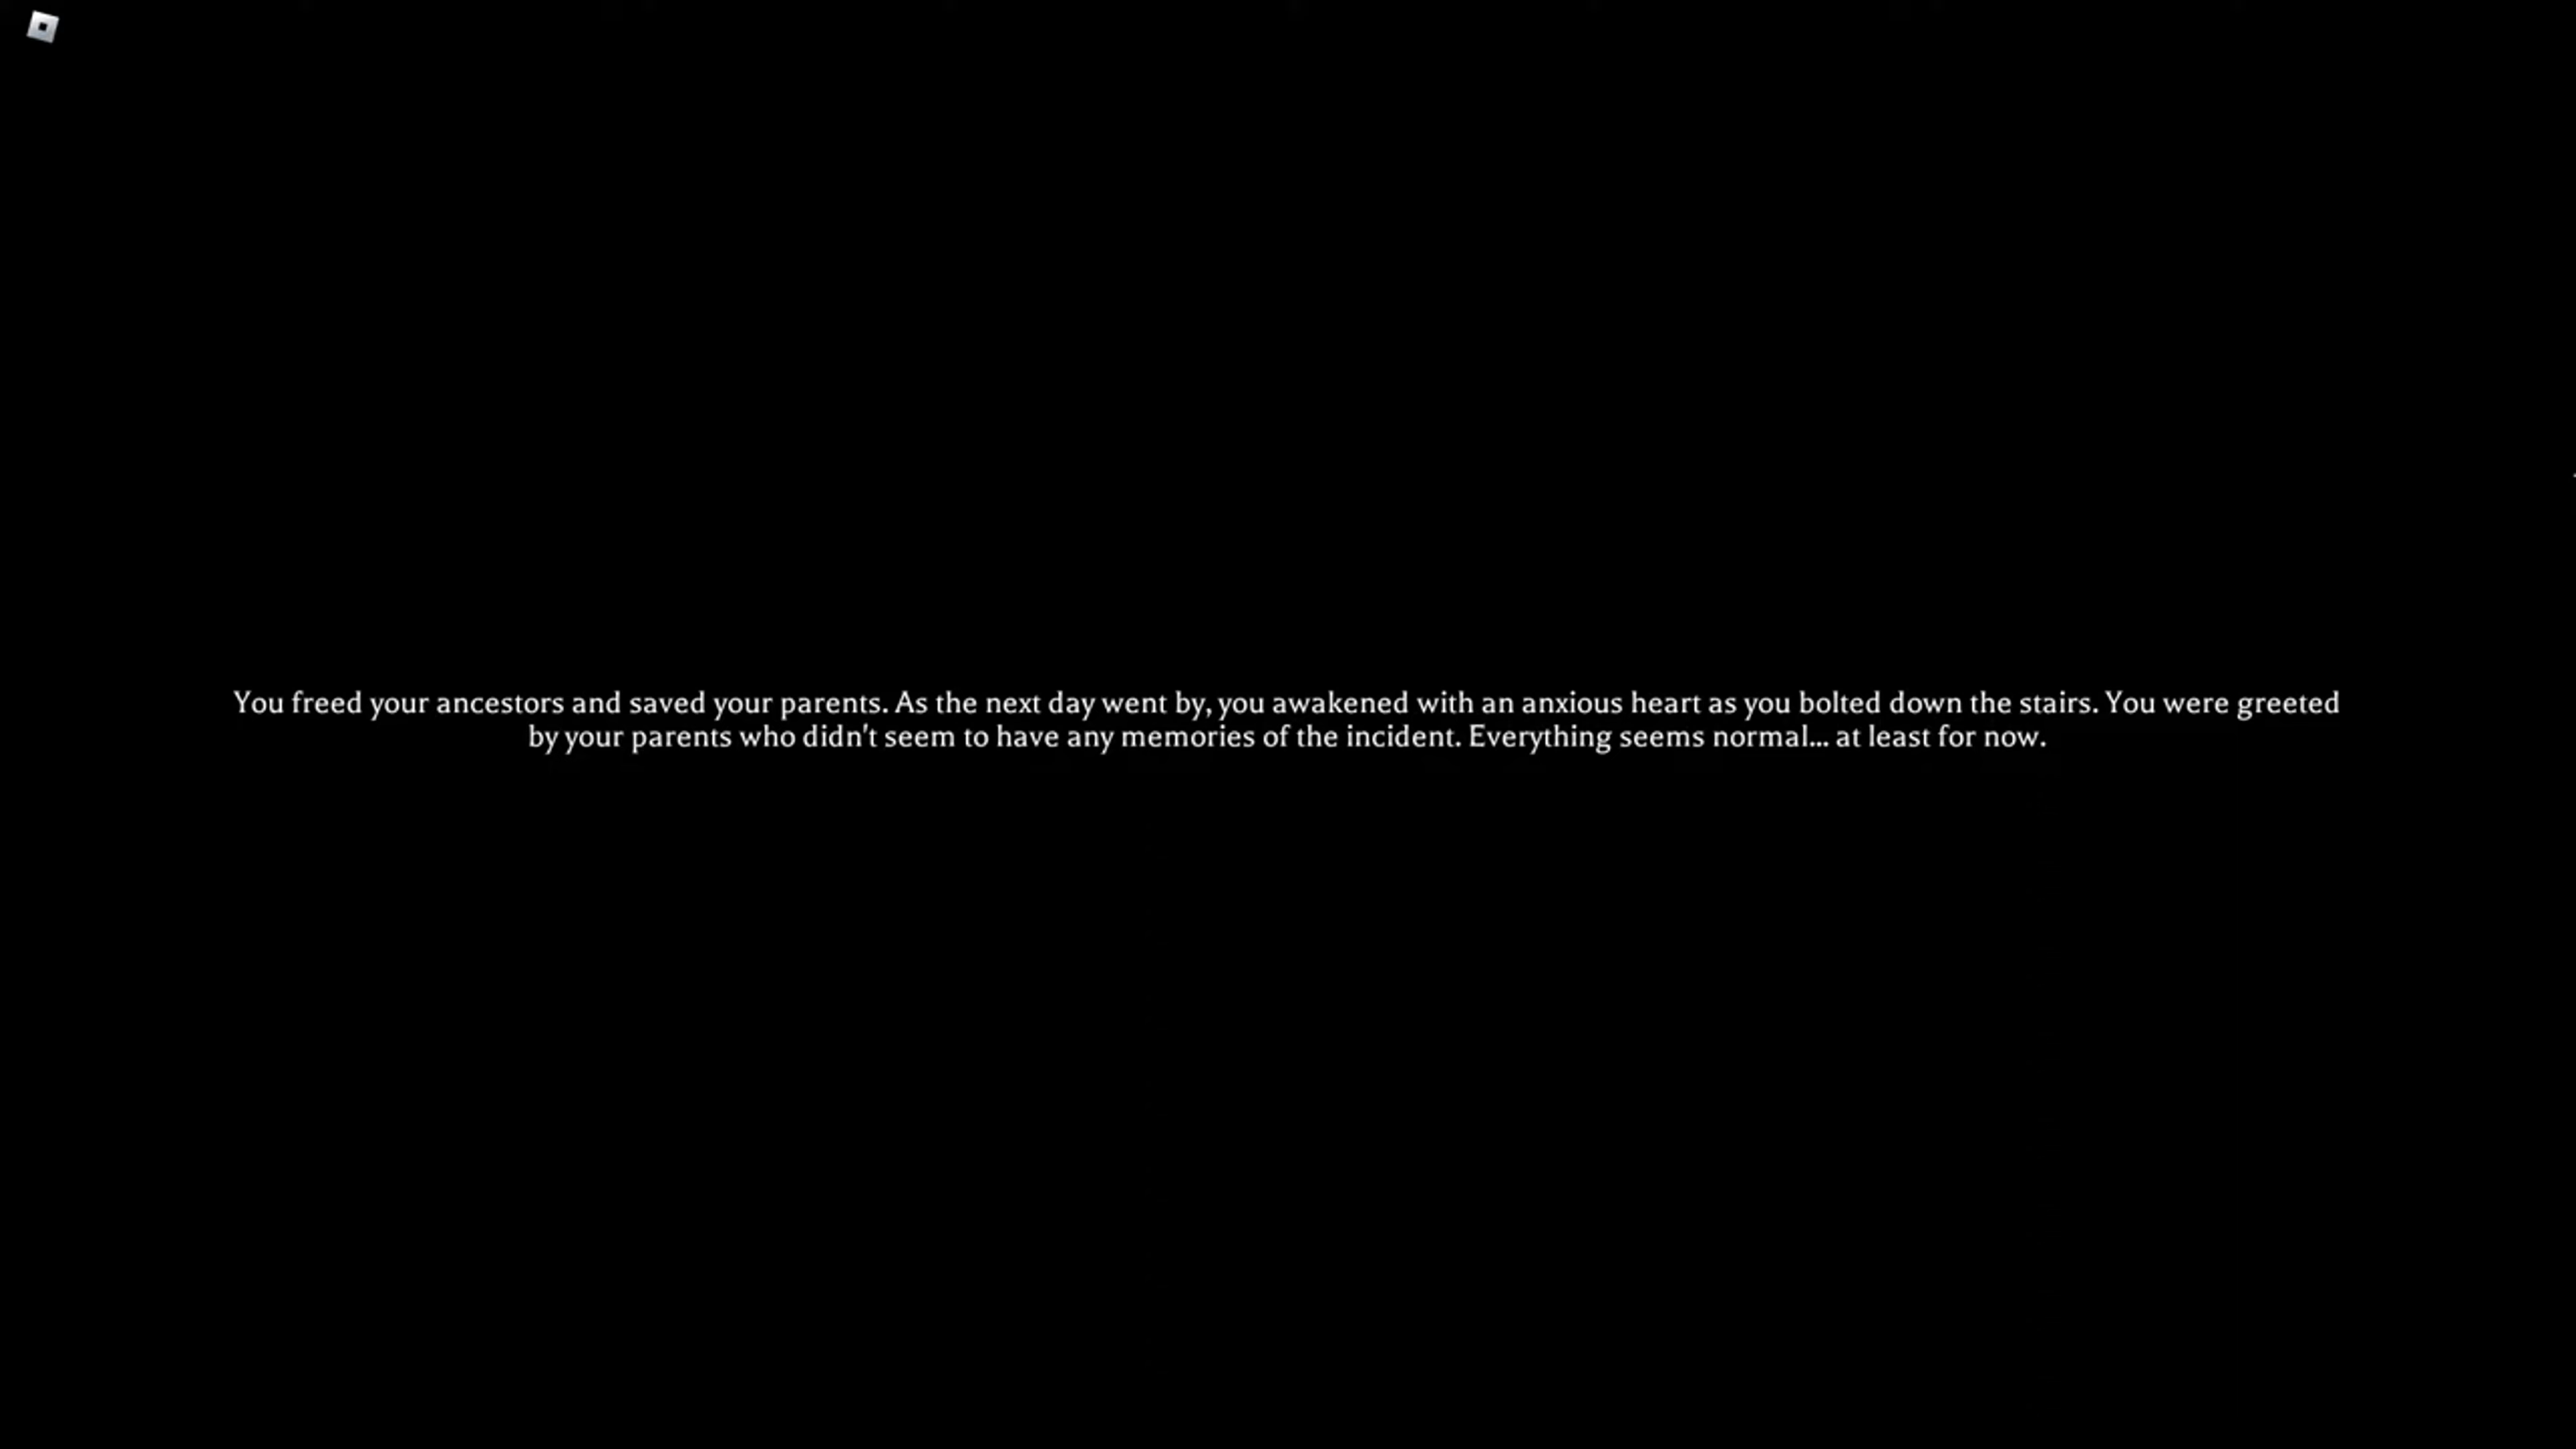 You freed your ancestors and saved your parents. As the next day went by, you awakened with an anxious heart as you bolted down the stairs. You were greeted
by your parents who didn't seem to have any memories of the incident. Everything seems normal... at least for now.